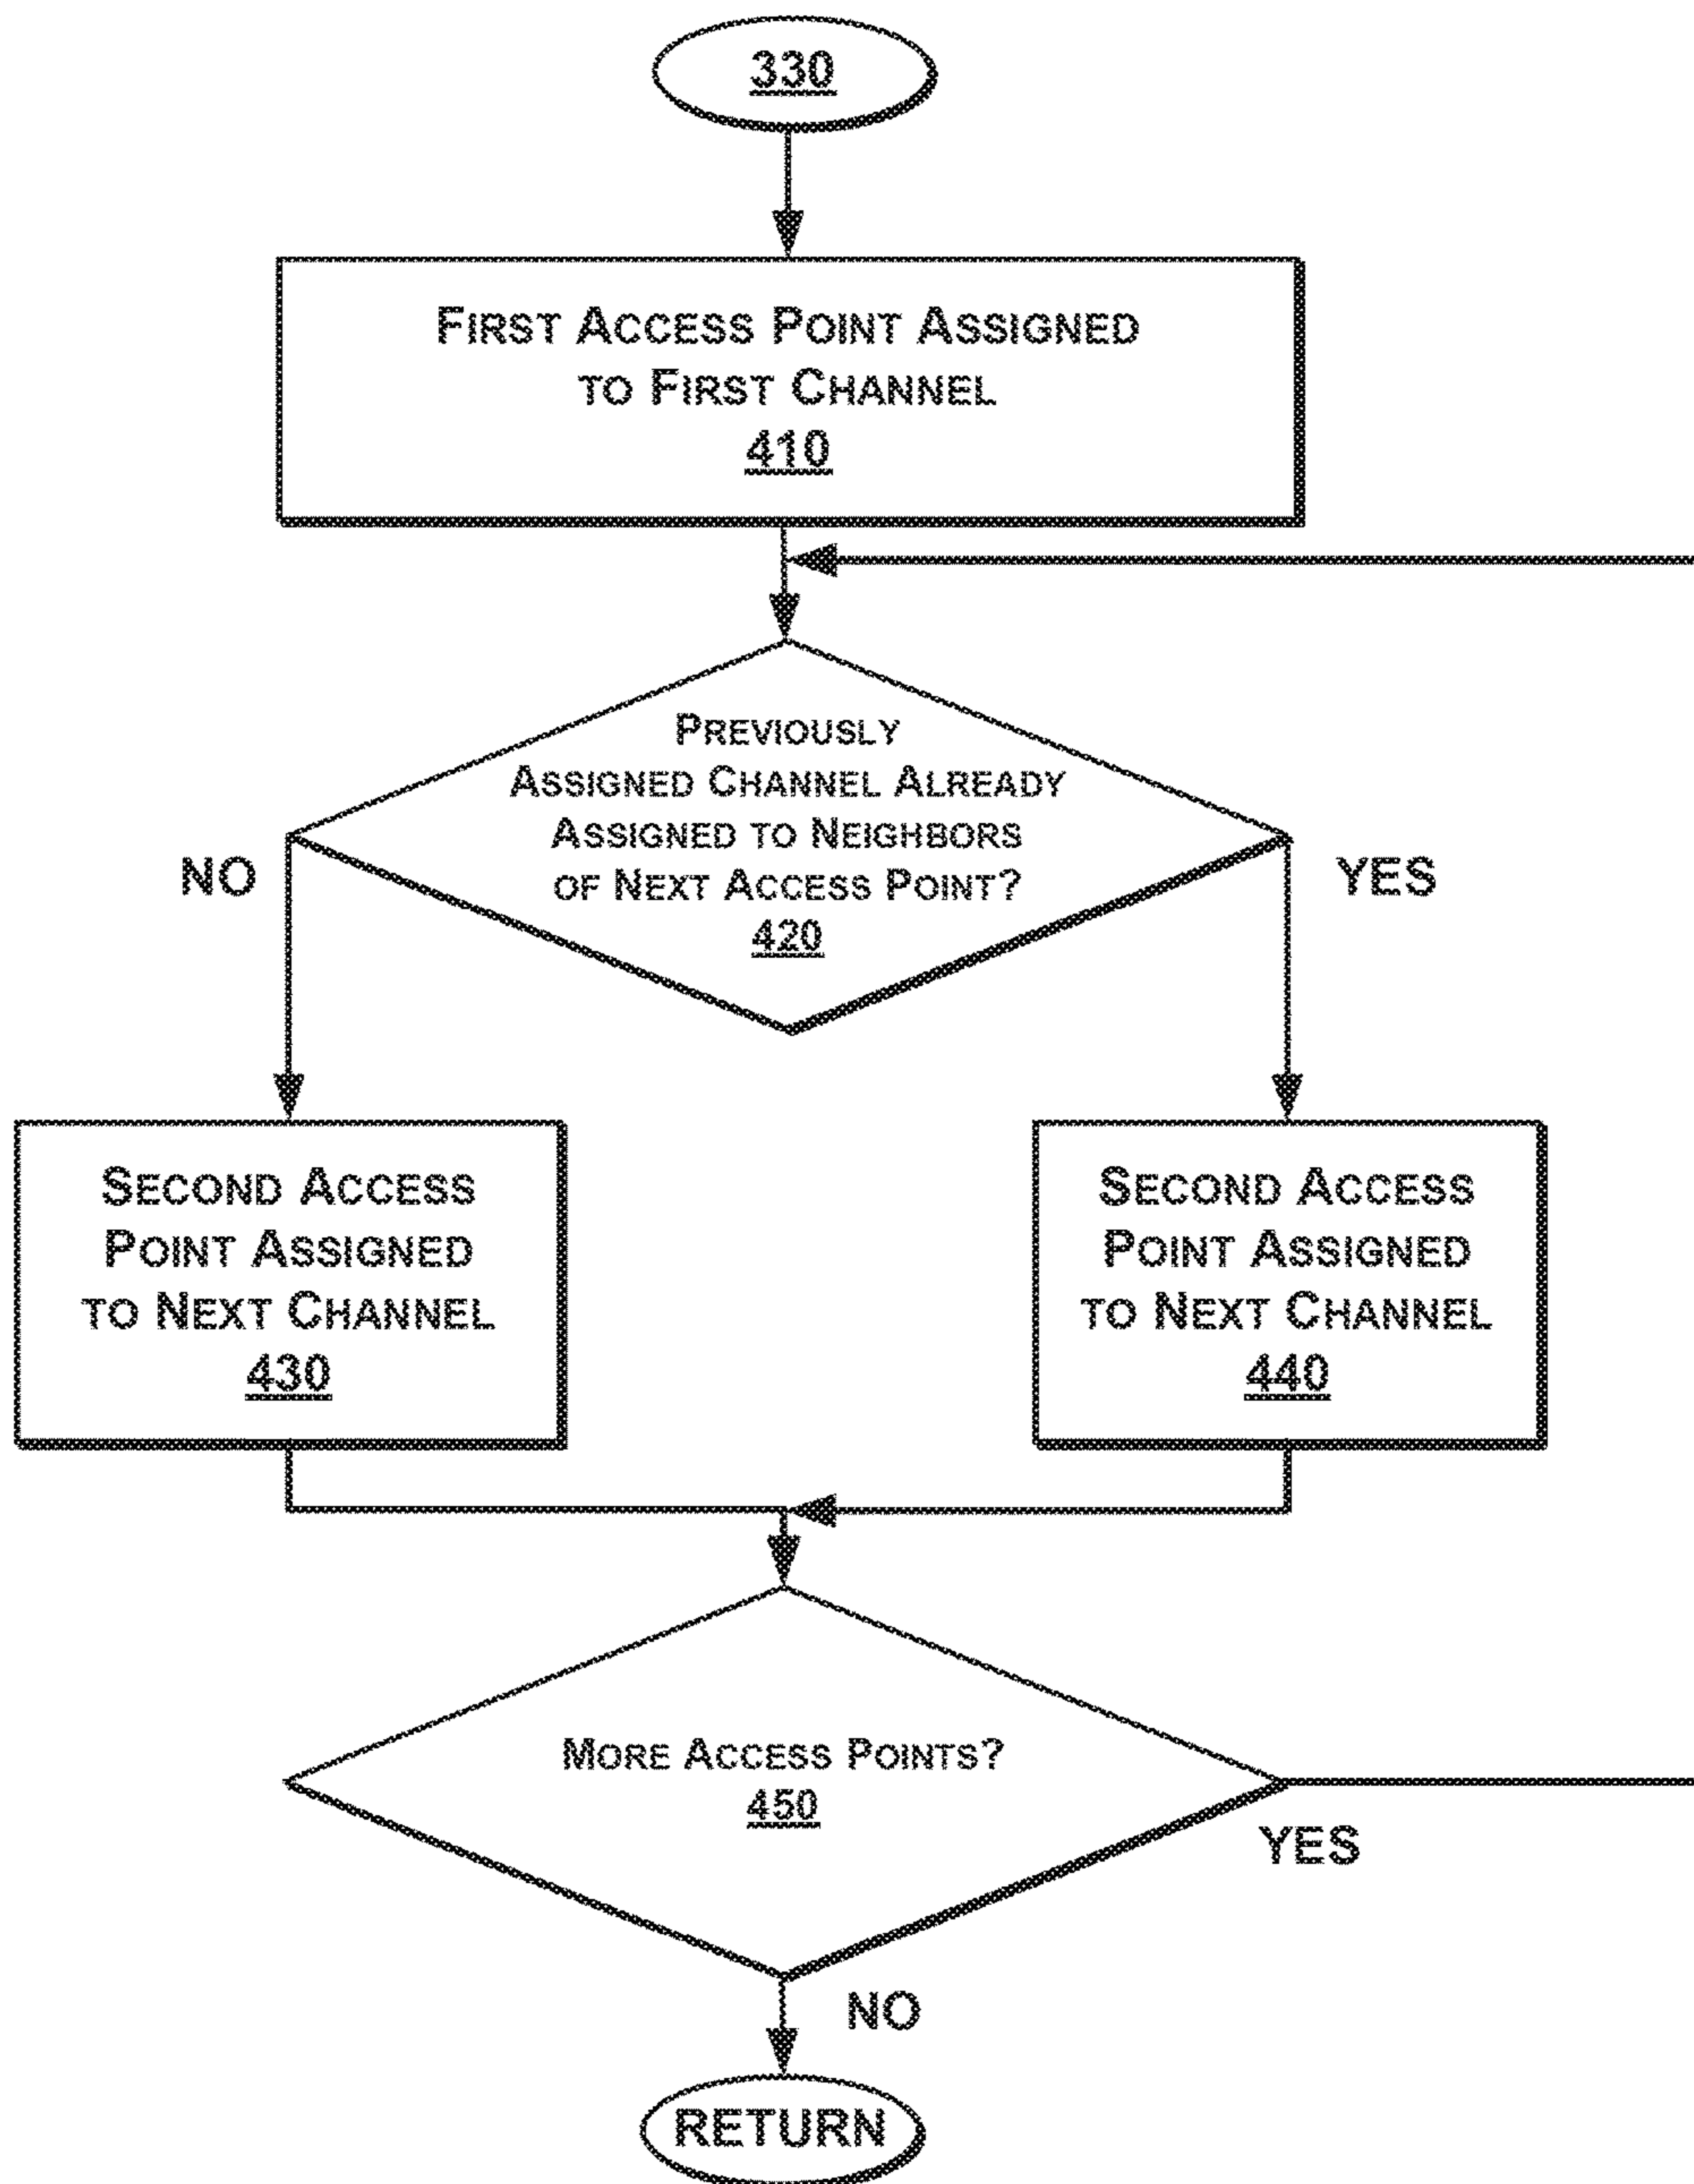 330
FIRST ACCESS POINT ASSIGNED
TO FIRST CHANNEL
410
PREVIOUSLY
ASSIGNED CHANNEL ALREADY
ASSIGNED TO NEIGHBORS
OF NEXT ACCESS POINT?
420
NO
YES
SECOND ACCESS
POINT ASSIGNED
TO NEXT CHANNEL
430
SECOND ACCESS
POINT ASSIGNED
TO NEXT CHANNEL
440
MORE ACCESS POINTS?
450
YES
NO
RETURN